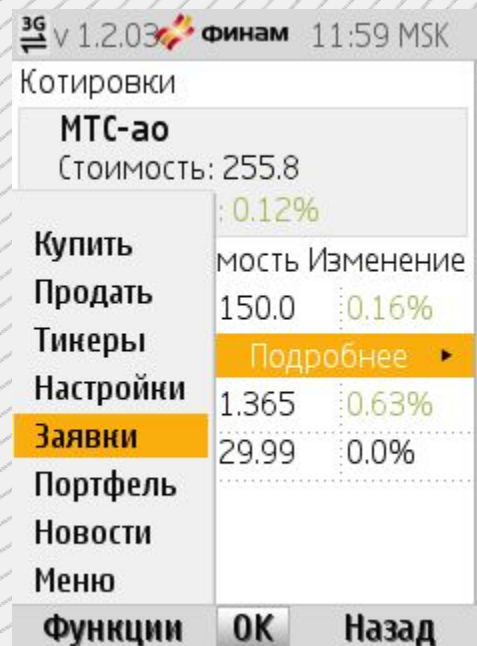 3G v 1.2.03 финам 11:59 MSK
Котировки
МТС-ао
Стоимость: 255.8
: 0.12%
Купить
мость Изменение
Продать
150.0 0.16%
Тикеры
Подробнее
Настройки
1.365 0.63%
Заявки
29.99 0.0%
Портфель
Новости
Меню
Функции OK Назад